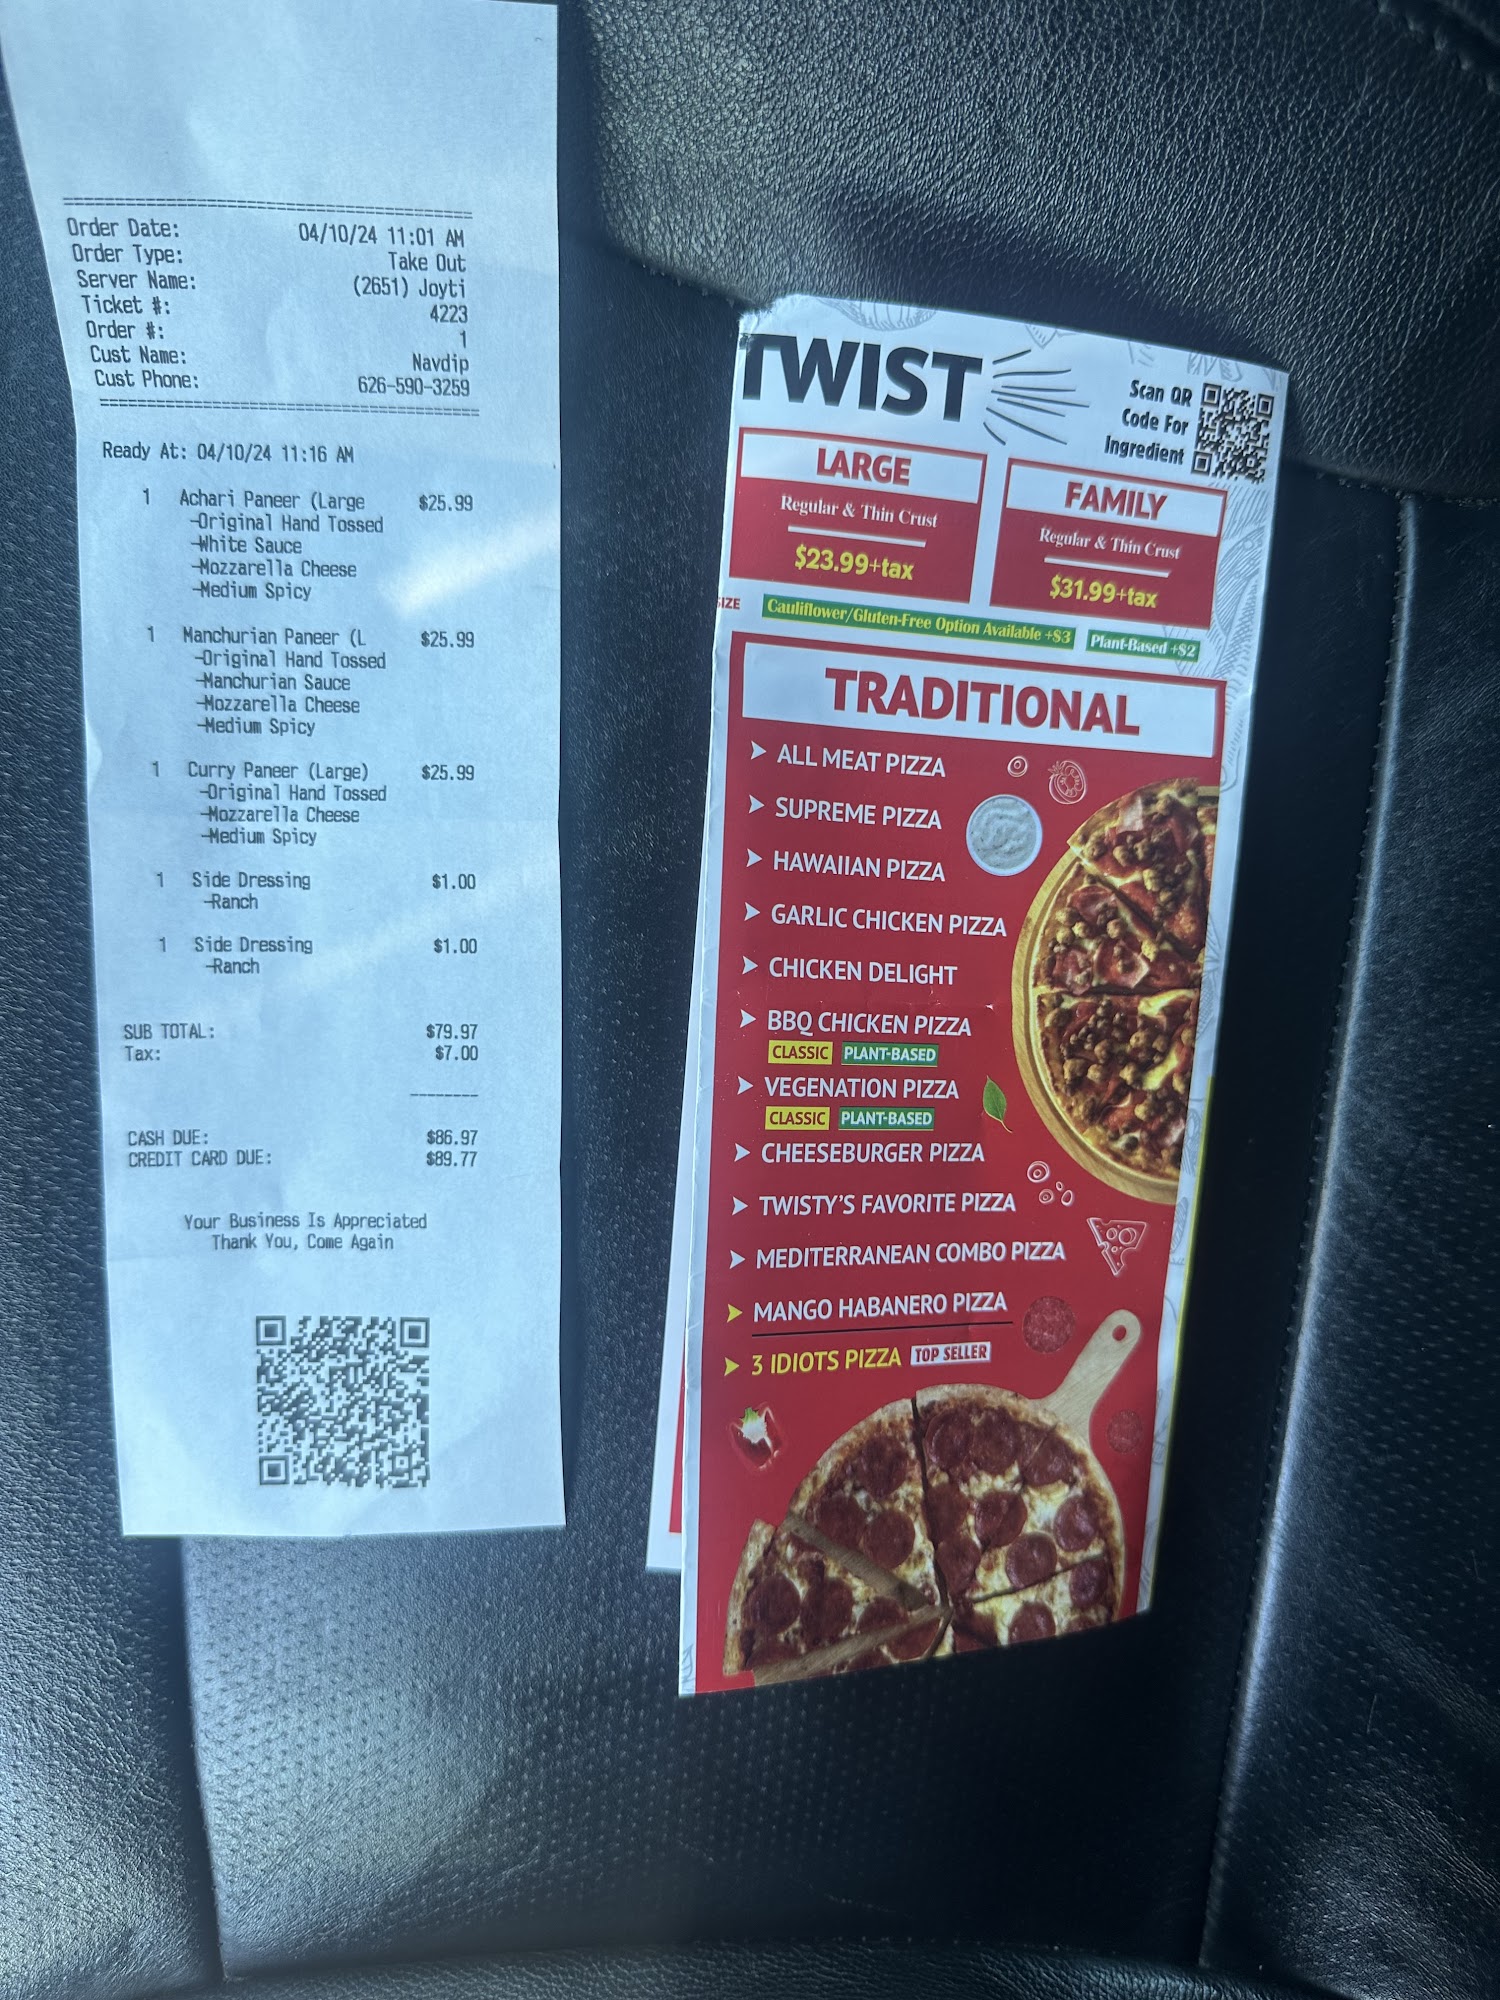 Order Date: 04/10/24 11:01 AM
Order Type: Take Out
Server Name: (2651) Joyti
Ticket #: 4223
Order #: 1
Cust Name: Navdip
Cust Phone: 626-590-3259
Ready At: 04/10/24 11:16 AM
1 Achari Paneer (Large $25.99
-Original Hand Tossed
-White Sauce
-Mozzarella Cheese
-Medium Spicy
1 Manchurian Paneer (L $25.99
-Original Hand Tossed
-Manchurian Sauce
-Mozzarella Cheese
-Medium Spicy
1 Curry Paneer (Large) $25.99
-Original Hand Tossed
-Mozzarella Cheese
-Medium Spicy
1 Side Dressing $1.00
-Ranch
1 Side Dressing $1.00
-Ranch
SUB TOTAL: $79.97
Tax: $7.00
CASH DUE: $86.97
CREDIT CARD DUE: $89.77
Your Business Is Appreciated
Thank You, Come Again
TWIST
Scan QR
Code For
Ingredient
LARGE
Regular & Thin Crust
$23.99+tax
FAMILY
Regular & Thin Crust
$31.99+tax
SIZE
Cauliflower/Gluten-Free Option Available +$3
Plant-Based +$2
TRADITIONAL
ALL MEAT PIZZA
SUPREME PIZZA
HAWAIIAN PIZZA
GARLIC CHICKEN PIZZA
CHICKEN DELIGHT
BBQ CHICKEN PIZZA
CLASSIC PLANT-BASED
VEGENATION PIZZA
CLASSIC PLANT-BASED
CHEESEBURGER PIZZA
TWISTY'S FAVORITE PIZZA
MEDITERRANEAN COMBO PIZZA
MANGO HABANERO PIZZA
3 IDIOTS PIZZA TOP SELLER